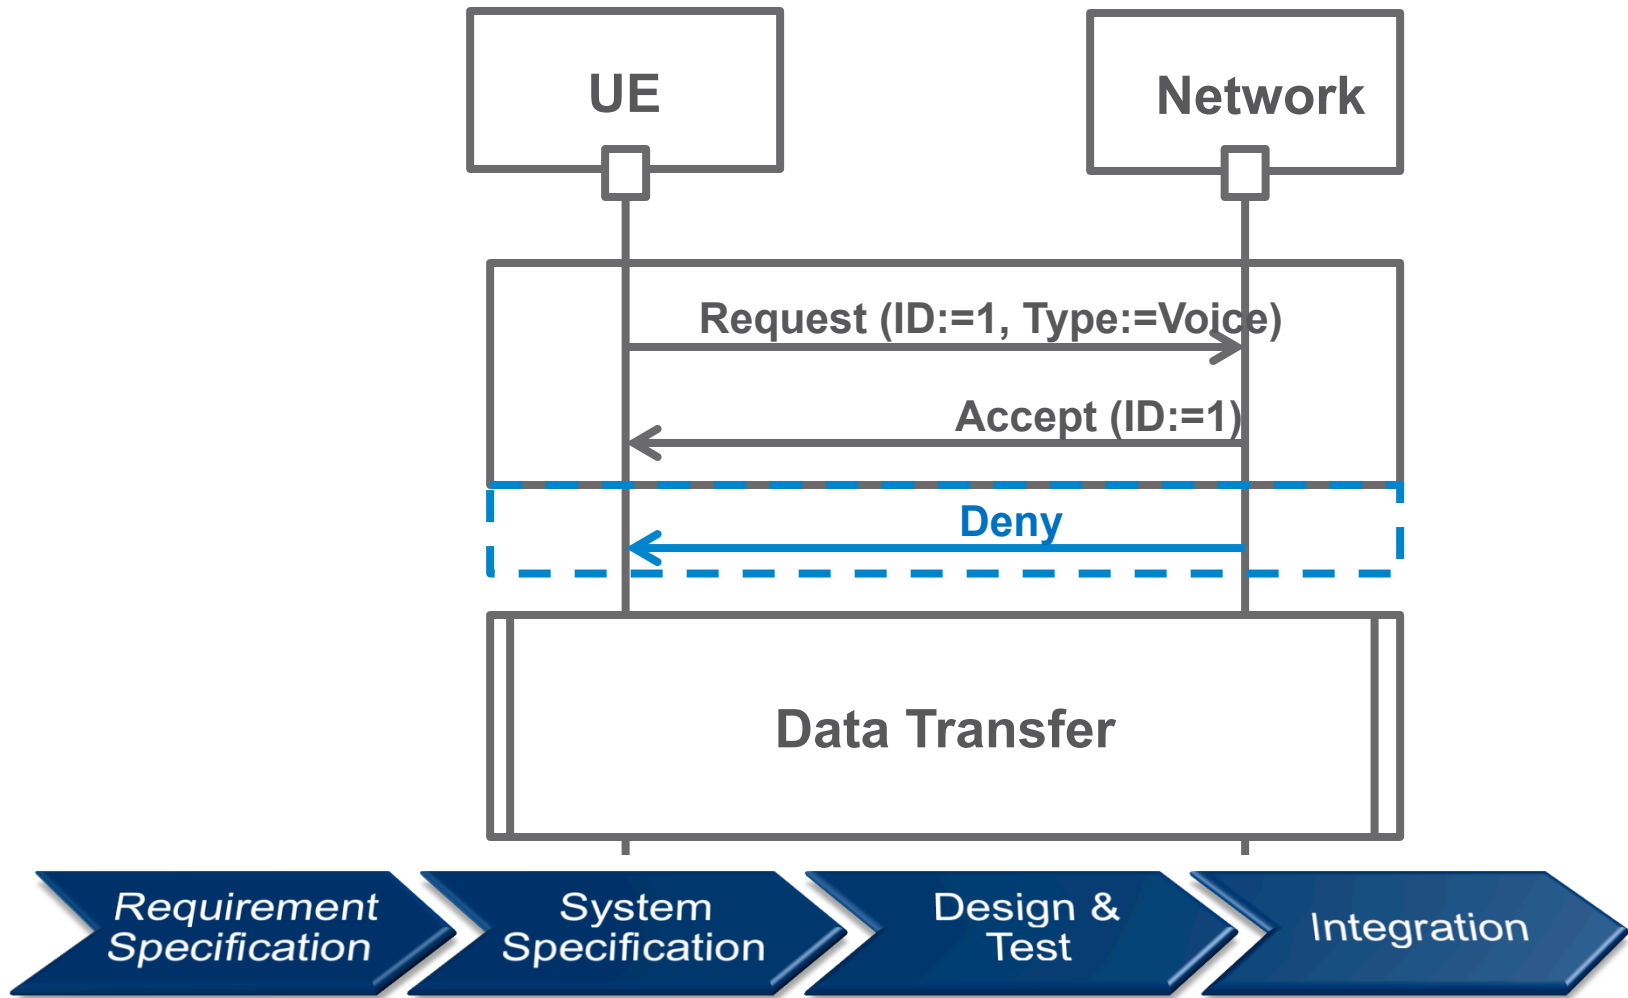 UE
Network
Request (ID:=1, Type:=Voice)
Accept (ID:=1)
Deny
Data Transfer
Requirement
Specification
System
Specification
Design &
Test
Integration